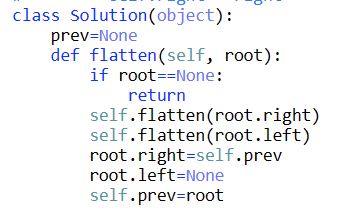 class Solution(object):
    prev=None
    def flatten(self, root):
        if root==None:
            return
        self.flatten(root.right)
        self.flatten(root.left)
        root.right=self.prev
        root.left=None
        self.prev=root